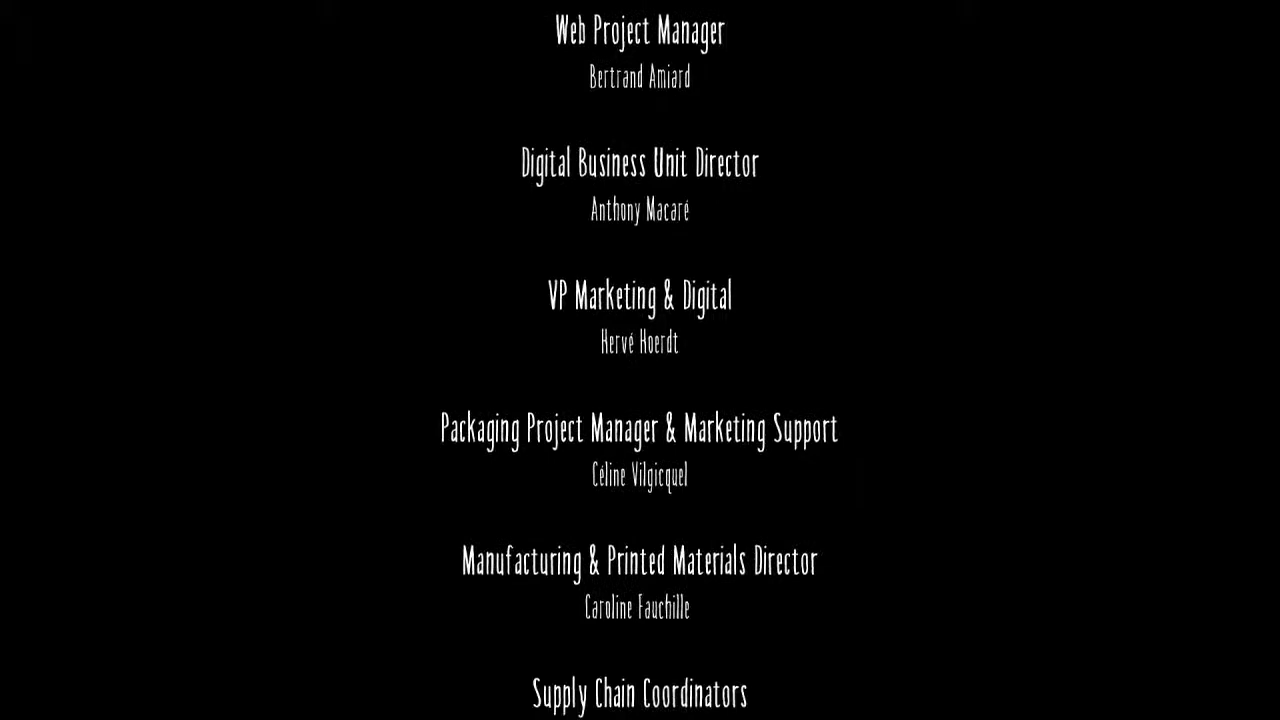 Web Project Manager
Bertrand Amiard
Digital Business Unit Director
Anthony Macaré
VP Marketing & Digital
Hervé Hoerdt
Packaging Project Manager & Marketing Support
Céline Vilgicquel
Manufacturing & Printed Materials Director
Caroline Fauchille
Supply Chain Coordinators